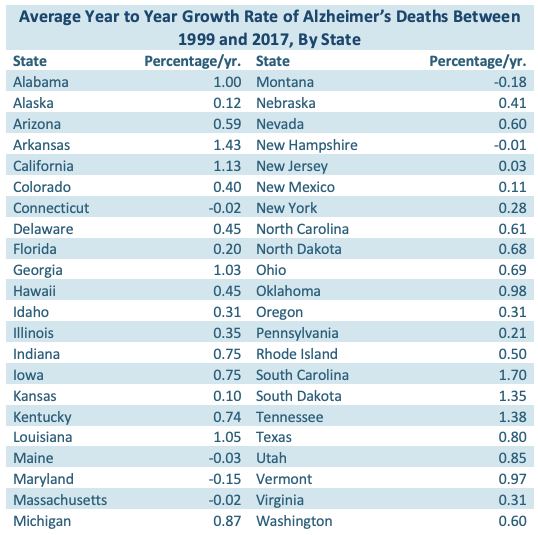 Average Year to Year Growth Rate of Alzheimer’s Deaths Between
1999 and 2017, By State
State Percentage/yr. State Percentage/yr.
Alabama 1.00 Montana -0.18
Alaska 0.12 Nebraska 0.41
Arizona 0.59 Nevada 0.60
Arkansas 1.43 New Hampshire -0.01
California 1.13 New Jersey 0.03
Colorado 0.40 New Mexico 0.11
Connecticut -0.02 New York 0.28
Delaware 0.45 North Carolina 0.61
Florida 0.20 North Dakota 0.68
Georgia 1.03 Ohio 0.69
Hawaii 0.45 Oklahoma 0.98
Idaho 0.31 Oregon 0.31
Illinois 0.35 Pennsylvania 0.21
Indiana 0.75 Rhode Island 0.50
Iowa 0.75 South Carolina 1.70
Kansas 0.10 South Dakota 1.35
Kentucky 0.74 Tennessee 1.38
Louisiana 1.05 Texas 0.80
Maine -0.03 Utah 0.85
Maryland -0.15 Vermont 0.97
Massachusetts -0.02 Virginia 0.31
Michigan 0.87 Washington 0.60